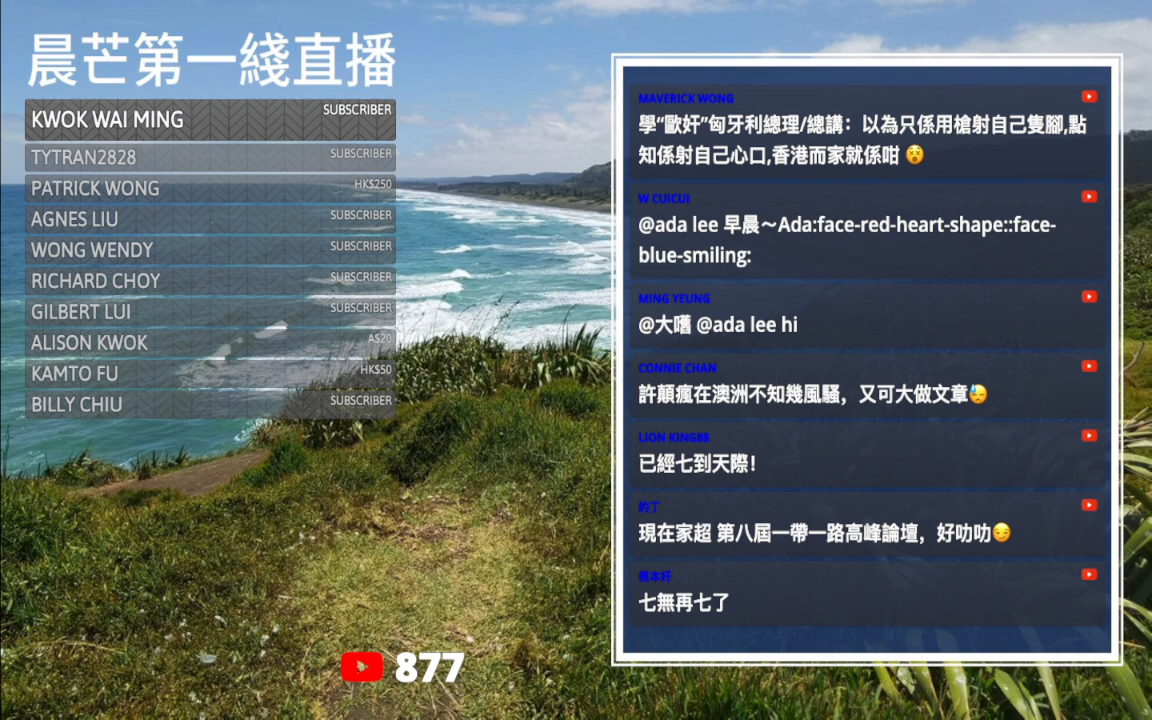 晨芒第一綫直播
KWOK WAI MING SUBSCRIBER
TYTRAN2828 SUBSCRIBER
PATRICK WONG HK$250
AGNES LIU SUBSCRIBER
WONG WENDY SUBSCRIBER
RICHARD CHOY SUBSCRIBER
GILBERT LUI SUBSCRIBER
ALISON KWOK A$20
KAMTO FU HK$50
BILLY CHIU SUBSCRIBER
877
MAVERICK WONG
學“歐奸”匈牙利總理/總講：以為只係用槍射自己隻腳,點
知係射自己心口,香港而家就係咁 😵
W CUICUI
@ada lee 早晨～Ada:face-red-heart-shape::face-
blue-smiling:
MING YEUNG
@大嚿 @ada lee hi
CONNIE CHAN
許顛瘋在澳洲不知幾風騷，又可大做文章😓
LION KING88
已經七到天際！
的丁
現在家超 第八屆一帶一路高峰論壇，好叻叻😏
根本好
七無再七了